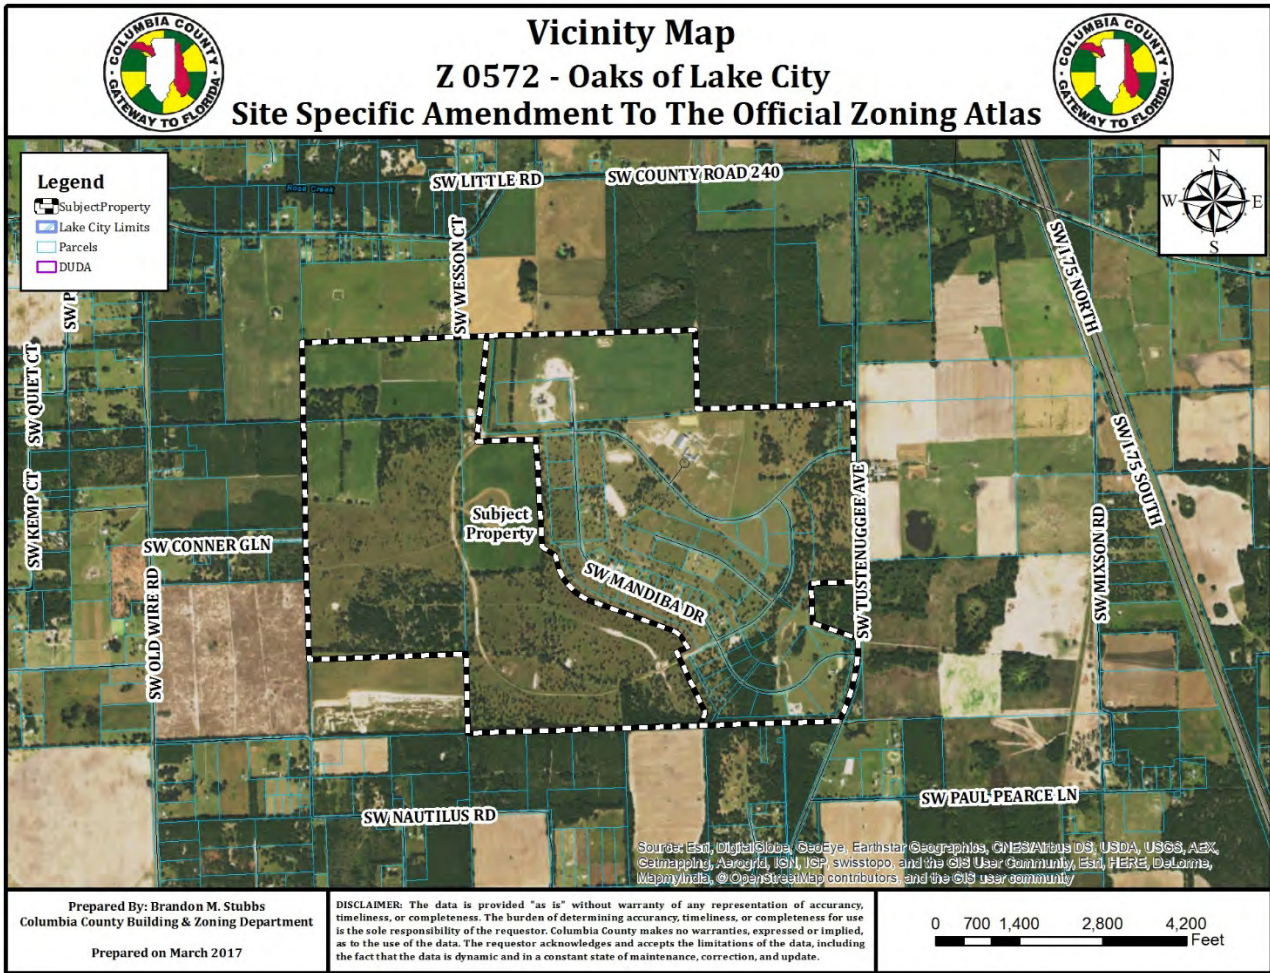 Vicinity Map
Z 0572 - Oaks of Lake City
Site Specific Amendment To The Official Zoning Atlas
COLUMBIA COUNTY
GATEWAY TO FLORIDA
COLUMBIA COUNTY
GATEWAY TO FLORIDA
Legend
SubjectProperty
Lake City Limits
Parcels
DUDA
Rose Creek
SW LITTLE RD
SW COUNTY ROAD 240
N
W
E
S
SW WESSON CT
SW I 75 NORTH
SW P
SW QUIET CT
SW I 75 SOUTH
SW KEMP CT
SW TUSTENUGGEE AVE
Subject
Property
SW CONNER GLN
SW MIXSON RD
SW MANDIBA DR
SW OLD WIRE RD
SW PAUL PEARCE LN
SW NAUTILUS RD
Source: Esri, DigitalGlobe, GeoEye, Earthstar Geographics, CNES/Airbus DS, USDA, USGS, AEX,
Getmapping, Aerogrid, IGN, IGP, swisstopo, and the GIS User Community, Esri, HERE, DeLorme,
MapmyIndia, © OpenStreetMap contributors, and the GIS user community
Prepared By: Brandon M. Stubbs
Columbia County Building & Zoning Department
Prepared on March 2017
DISCLAIMER: The data is provided "as is" without warranty of any representation of accuracy,
timeliness, or completeness. The burden of determining accuracy, timeliness, or completeness for use
is the sole responsibility of the requestor. Columbia County makes no warranties, expressed or implied,
as to the use of the data. The requestor acknowledges and accepts the limitations of the data, including
the fact that the data is dynamic and in a constant state of maintenance, correction, and update.
0 700 1,400 2,800 4,200
Feet